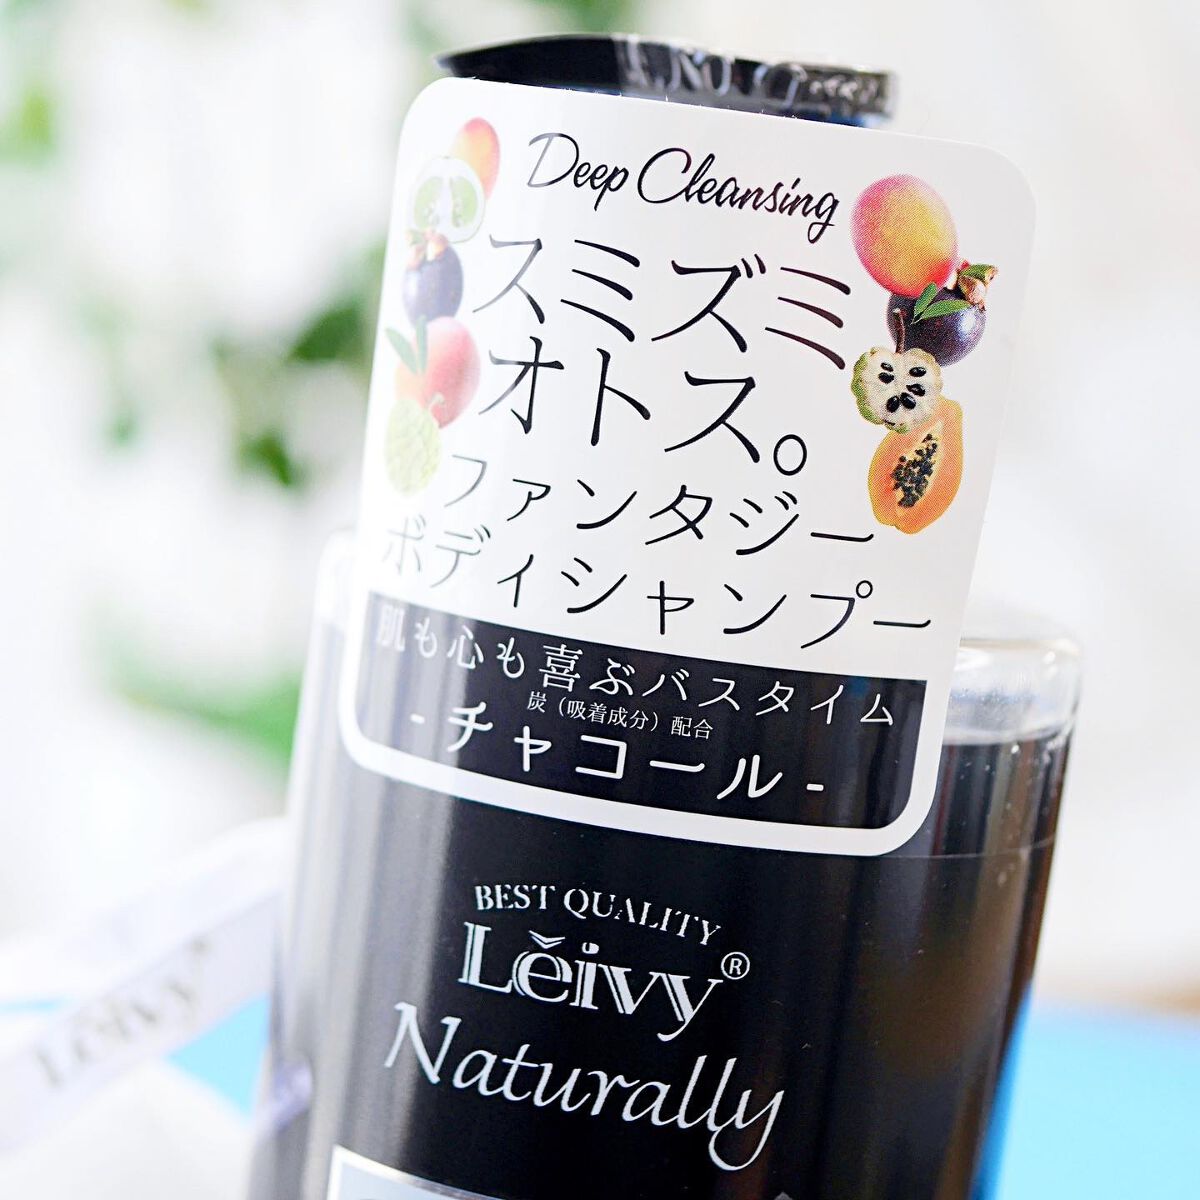 Deep Cleansing
スミズミ
オトス。
ファンタジー
ボディシャンプー
肌も心も喜ぶバスタイム
炭（吸着成分）配合
- チャコール -
BEST QUALITY
Lěivy®
Naturally
Lěivy